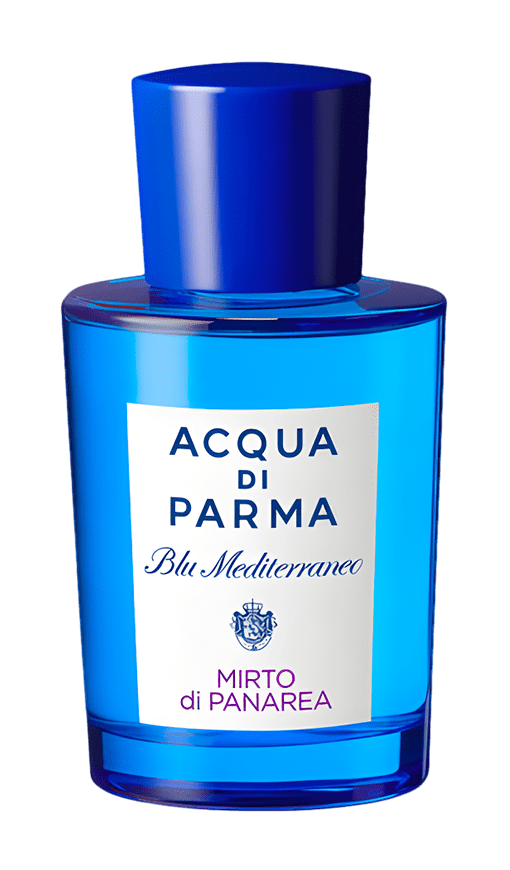 ACQUA
DI
PARMA
Blu Mediterraneo
MIRTO
di PANAREA